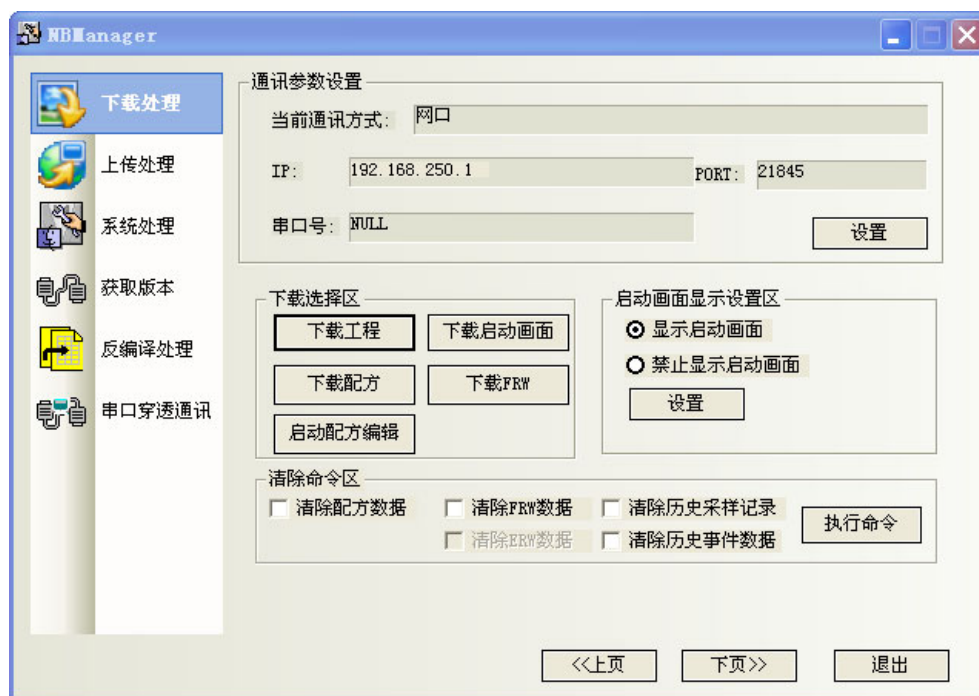 NBManager
下载处理
上传处理
系统处理
获取版本
反编译处理
串口穿透通讯
通讯参数设置
当前通讯方式: 网口
IP: 192.168.250.1 PORT: 21845
串口号: NULL 设置
下载选择区
下载工程 下载启动画面
下载配方 下载FRW
启动配方编辑
启动画面显示设置区
显示启动画面
禁止显示启动画面
设置
清除命令区
清除配方数据 清除FRW数据 清除历史采样记录
清除ERW数据 清除历史事件数据
执行命令
<<上页 下页>> 退出